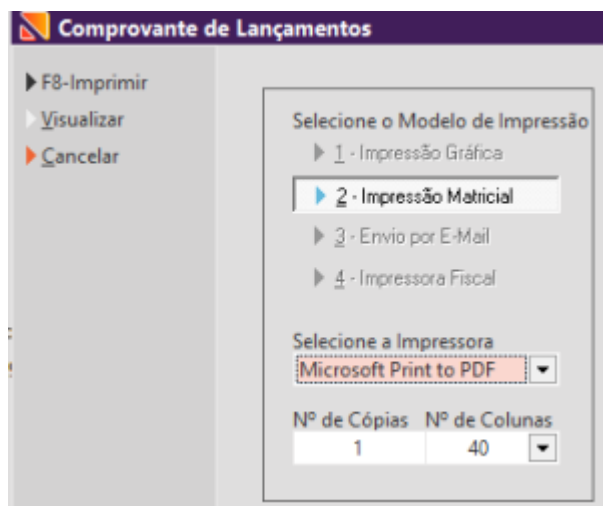 Comprovante de Lançamentos
F8-Imprimir
Visualizar
Cancelar
Selecione o Modelo de Impressão
1 - Impressão Gráfica
2 - Impressão Matricial
3 - Envio por E-Mail
4 - Impressora Fiscal
Selecione a Impressora
Microsoft Print to PDF
Nº de Cópias Nº de Colunas
1 40